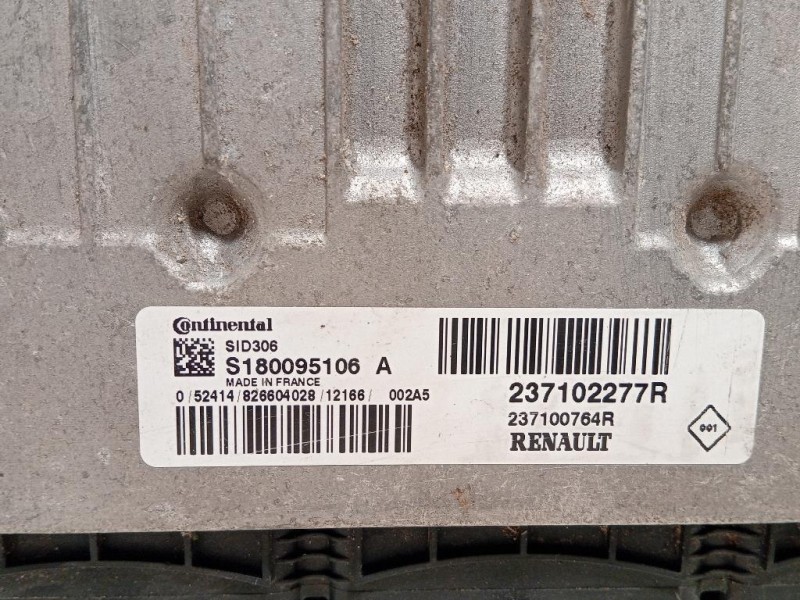 Continental
SID306
S180095106 A
MADE IN FRANCE
0/52414/826604028/12166/ 002A5
237102277R
237100764R
RENAULT
001